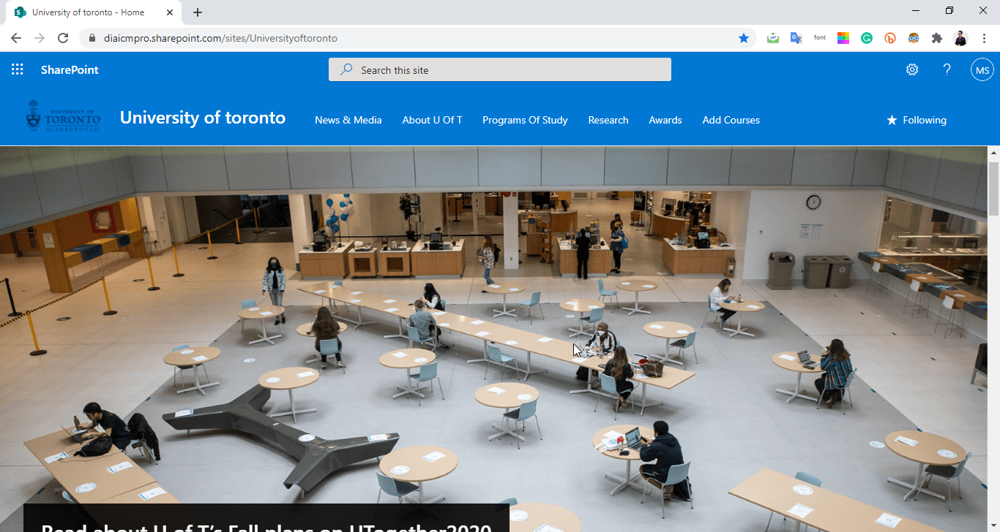 University of toronto - Home
diaicmpro.sharepoint.com/sites/Universityoftoronto
font
SharePoint
Search this site
?
MS
UNIVERSITY OF
TORONTO
SCARBOROUGH
University of toronto
News & Media
About U Of T
Programs Of Study
Research
Awards
Add Courses
Following
Read about U of T's Fall plans on UTogether2020